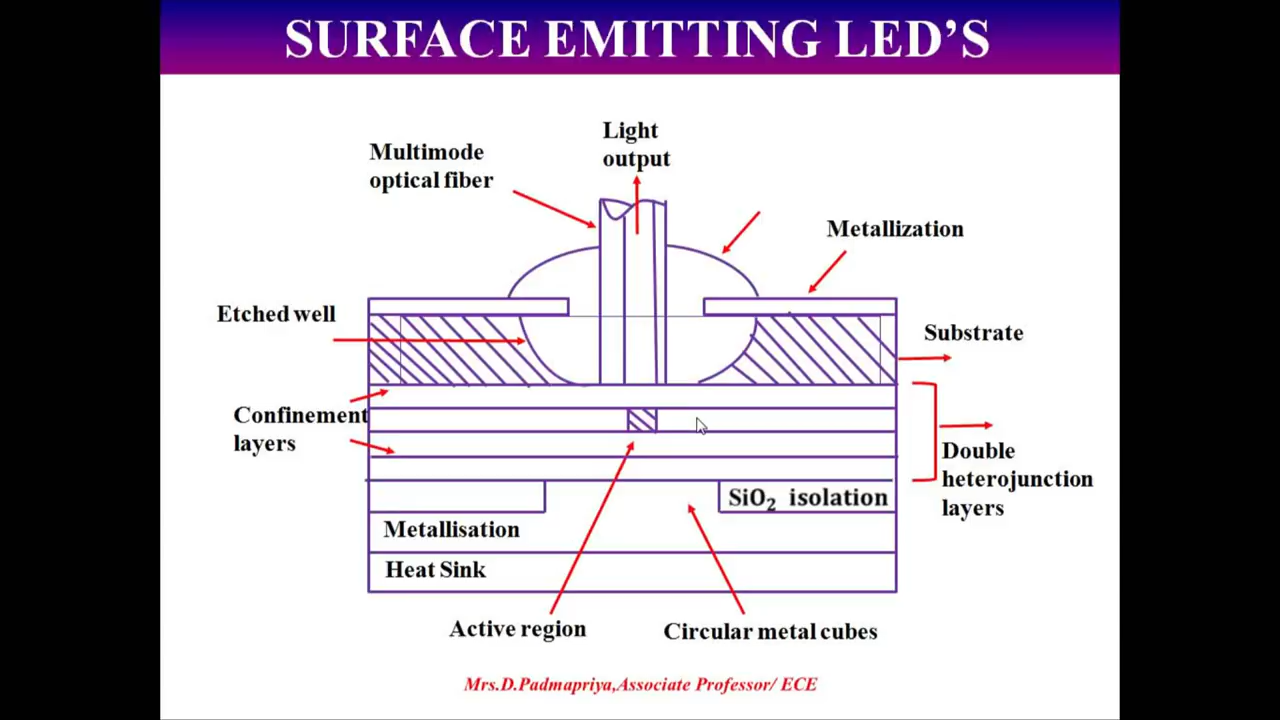 SURFACE EMITTING LED’S
Light
output
Multimode
optical fiber
Metallization
Etched well
Substrate
Confinement
layers
Double
heterojunction
layers
SiO₂ isolation
Metallisation
Heat Sink
Active region
Circular metal cubes
Mrs.D.Padmapriya,Associate Professor/ ECE